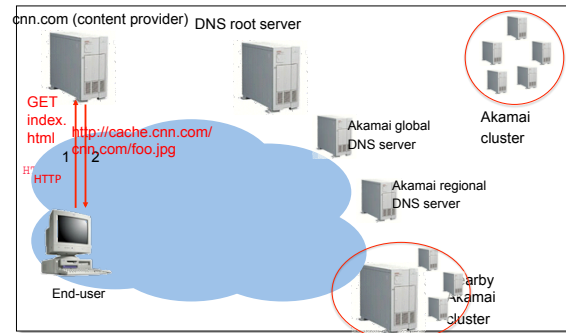 cnn.com (content provider)
DNS root server
GET
index.
html
http://cache.cnn.com/
cnn.com/foo.jpg
1
2
HTTP
Akamai
cluster
Akamai global
DNS server
Akamai regional
DNS server
End-user
Akamai
cluster